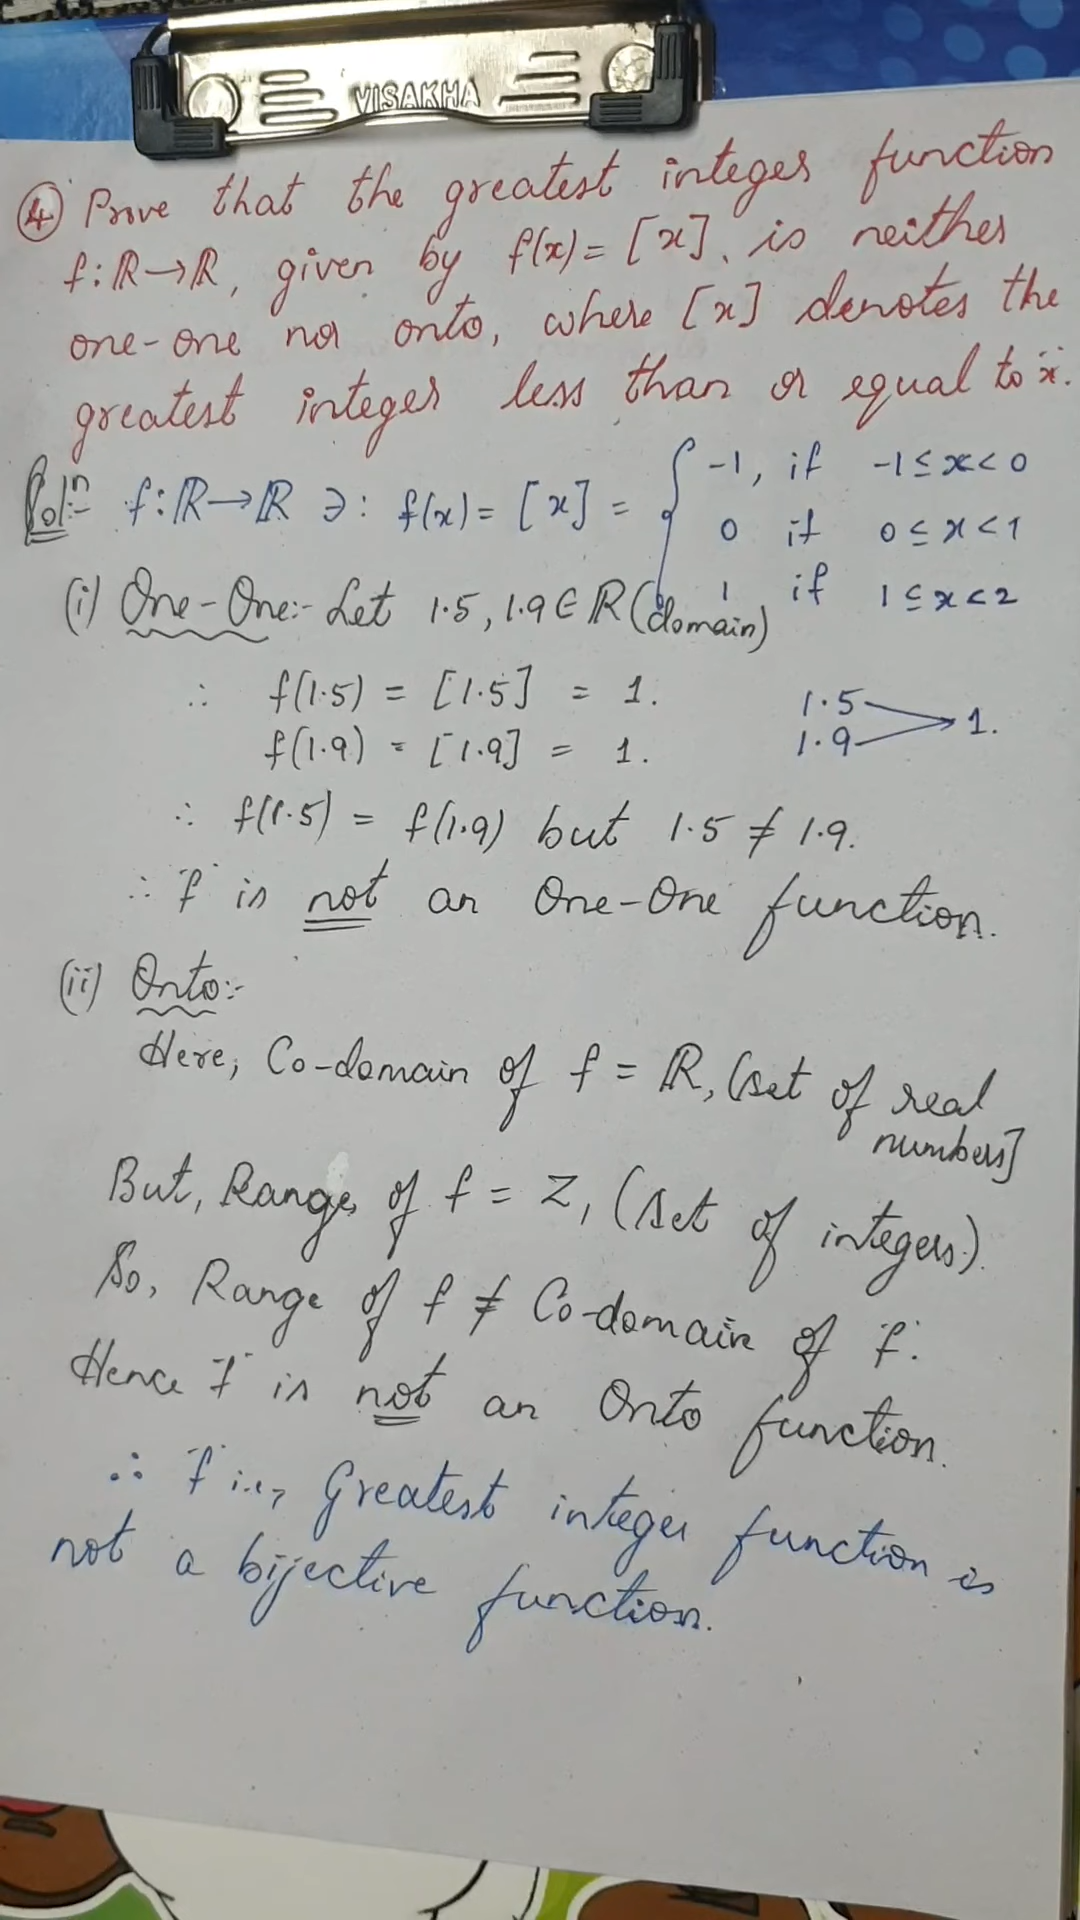 VISAKHA
④ Prove that the greatest integer function
f:ℝ→ℝ, given by f(x)=[x], is neither
one-one nor onto, where [x] denotes the
greatest integer less than or equal to 'x'.
Solⁿ:- f:ℝ→ℝ ∋: f(x)=[x]= { -1, if -1≤x<0
0 if 0≤x<1
1 if 1≤x<2
(i) One-One:- Let 1.5, 1.9∈ℝ(domain)
∴ f(1.5) = [1.5] = 1.
f(1.9) = [1.9] = 1.
1.5
1.9 → 1.
∴ f(1.5) = f(1.9) but 1.5 ≠ 1.9.
∴ 'f' is not an One-One function.
(ii) Onto:-
Here, Co-domain of f = ℝ, (set of real
numbers]
But, Range of f = Z, (set of integers).
So, Range of f ≠ Co-domain of f.
Hence 'f' is not an Onto function.
∴ 'f' i.e., Greatest integer function is
not a bijective function.